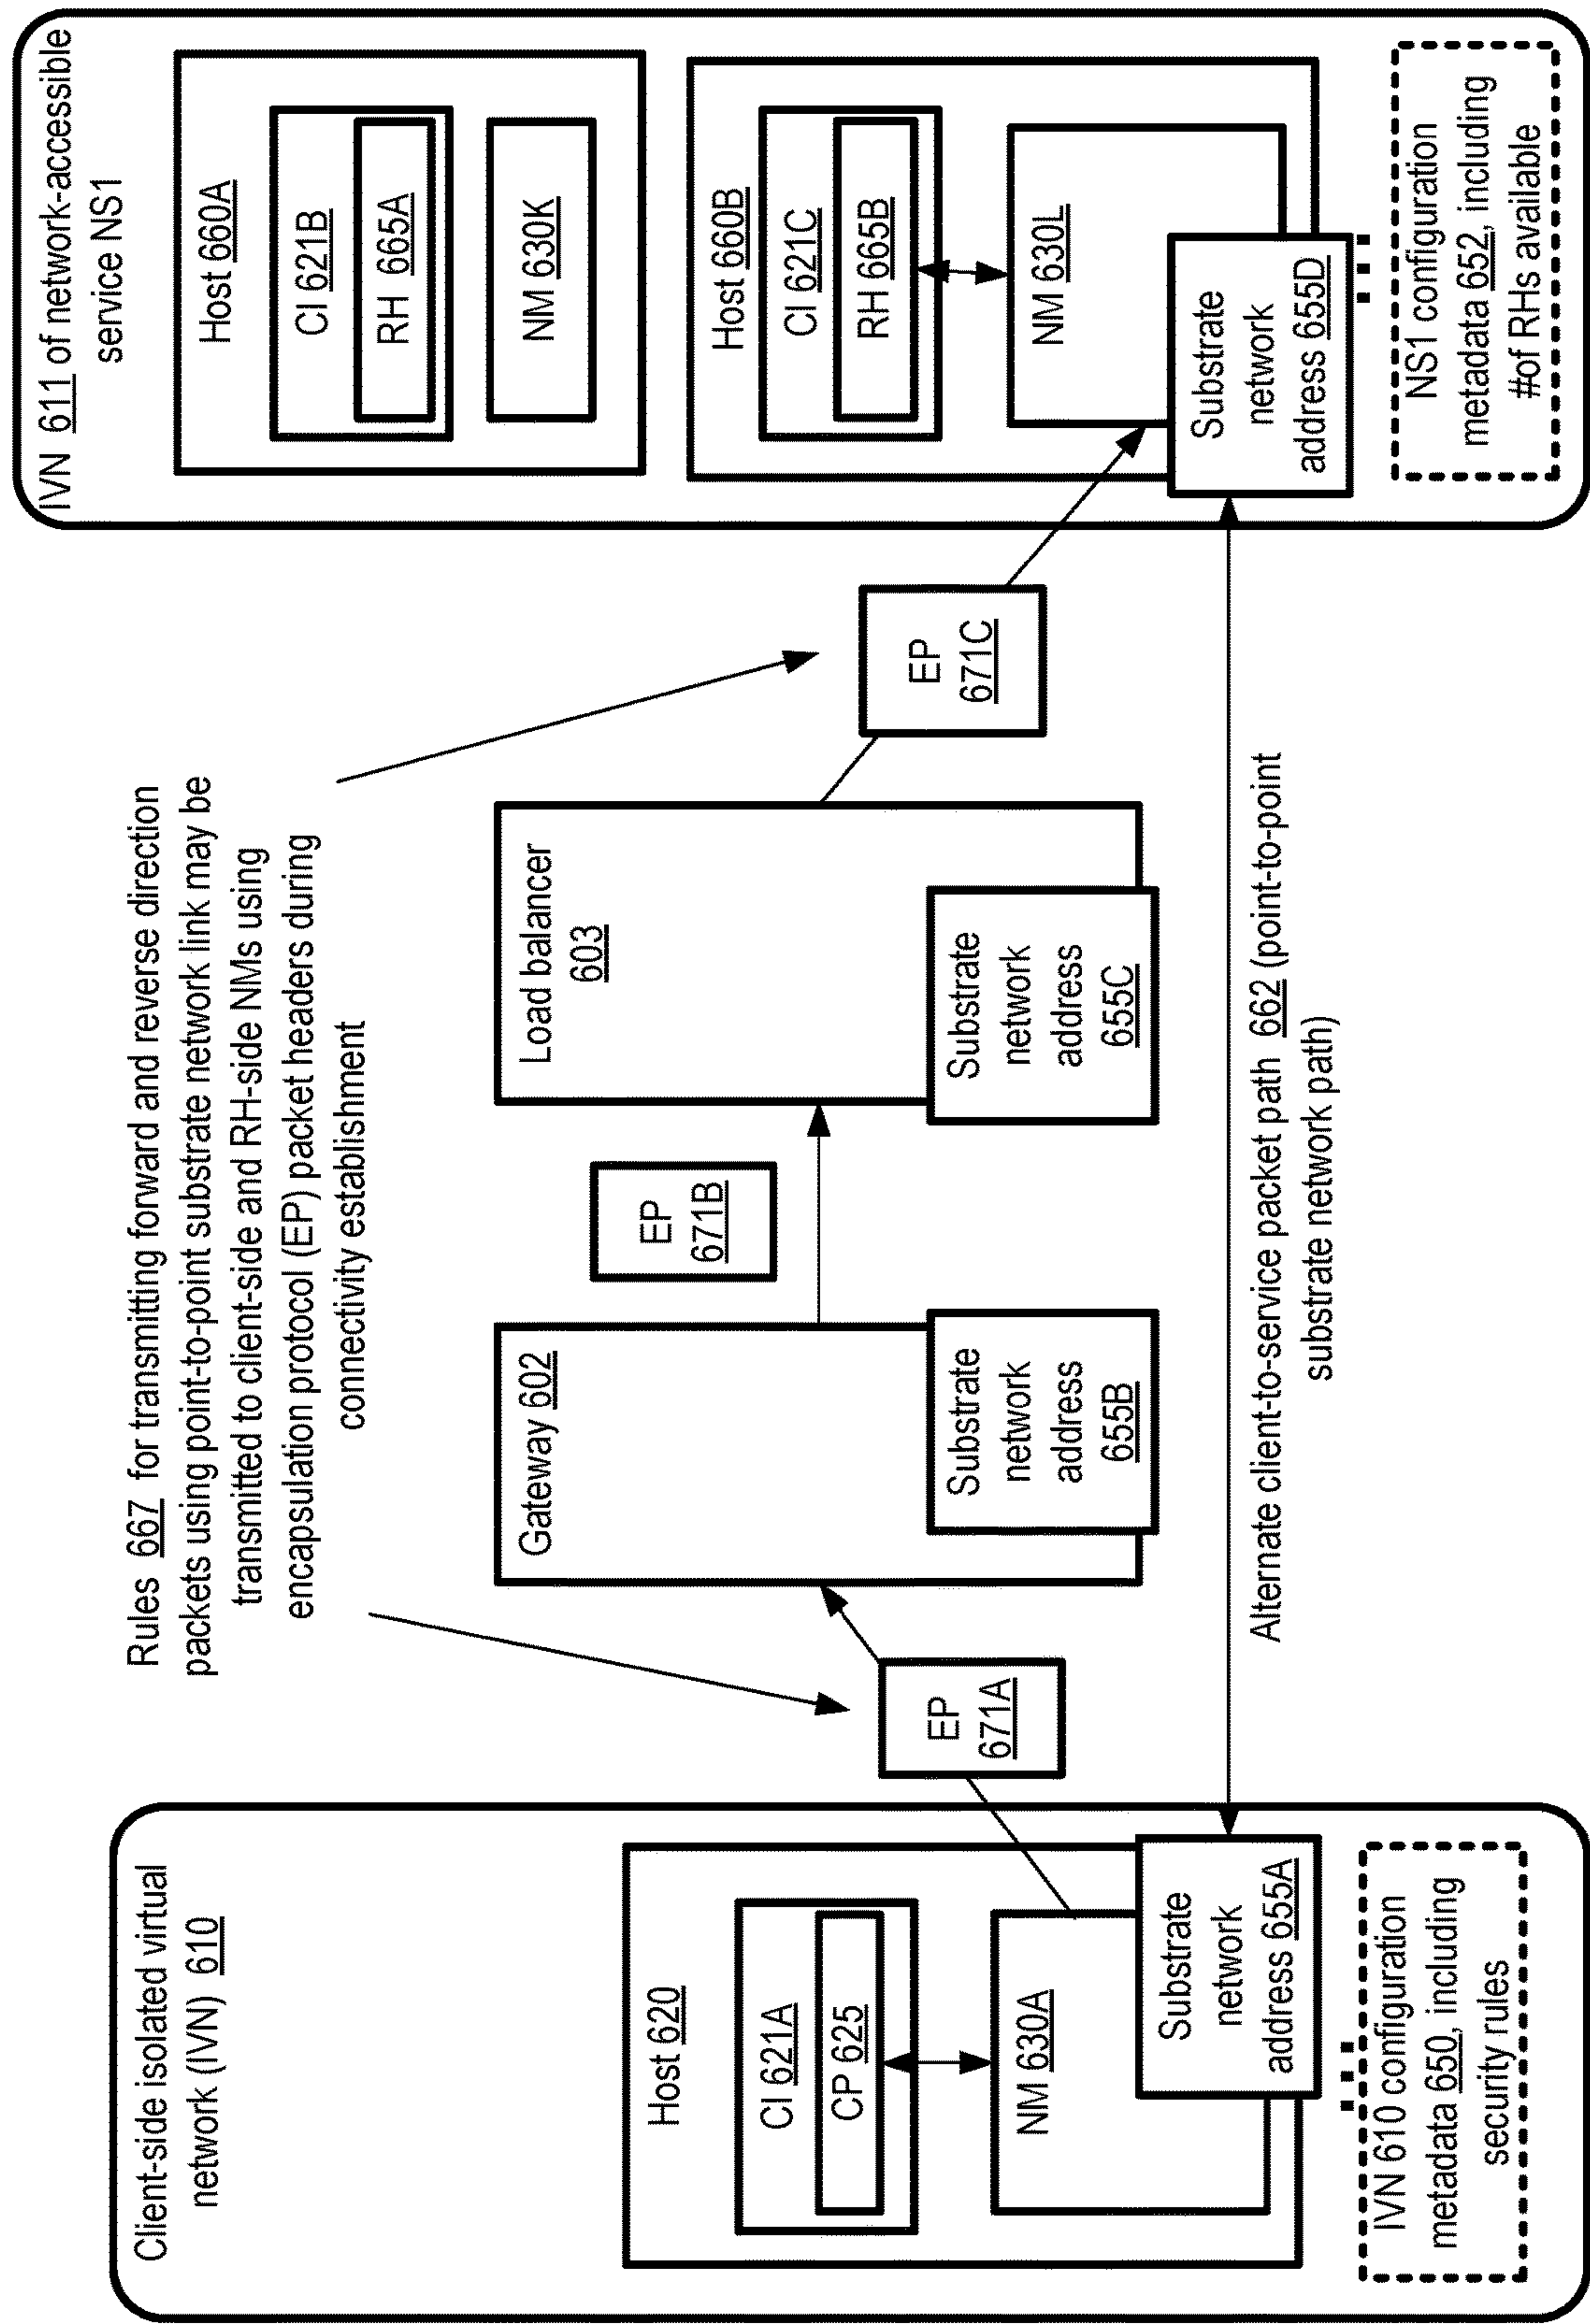 Client-side isolated virtual
network (IVN) 610
Host 620
CI 621A
CP 625
NM 630A
Substrate
network
address 655A
IVN 610 configuration
metadata 650, including
security rules
Rules 667 for transmitting forward and reverse direction
packets using point-to-point substrate network link may be
transmitted to client-side and RH-side NMs using
encapsulation protocol (EP) packet headers during
connectivity establishment
EP
671A
Gateway 602
Substrate
network
address
655B
EP
671B
Load balancer
603
Substrate
network
address
655C
EP
671C
Alternate client-to-service packet path 662 (point-to-point
substrate network path)
IVN 611 of network-accessible
service NS1
Host 660A
CI 621B
RH 665A
NM 630K
Host 660B
CI 621C
RH 665B
NM 630L
Substrate
network
address 655D
NS1 configuration
metadata 652, including
#of RHs available